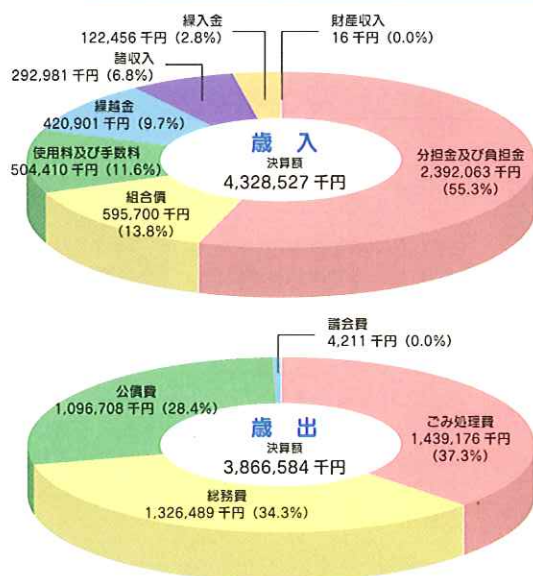 繰入金
122,456 千円 (2.8%)
財産収入
16 千円 (0.0%)
諸収入
292,981 千円 (6.8%)
繰越金
420,901 千円 (9.7%)
使用料及び手数料
504,410 千円 (11.6%)
組合債
595,700 千円
(13.8%)
歳 入
決算額
4,328,527 千円
分担金及び負担金
2,392,063 千円
(55.3%)
議会費
4,211 千円 (0.0%)
公債費
1,096,708 千円 (28.4%)
歳 出
決算額
3,866,584 千円
ごみ処理費
1,439,176 千円
(37.3%)
総務費
1,326,489 千円 (34.3%)